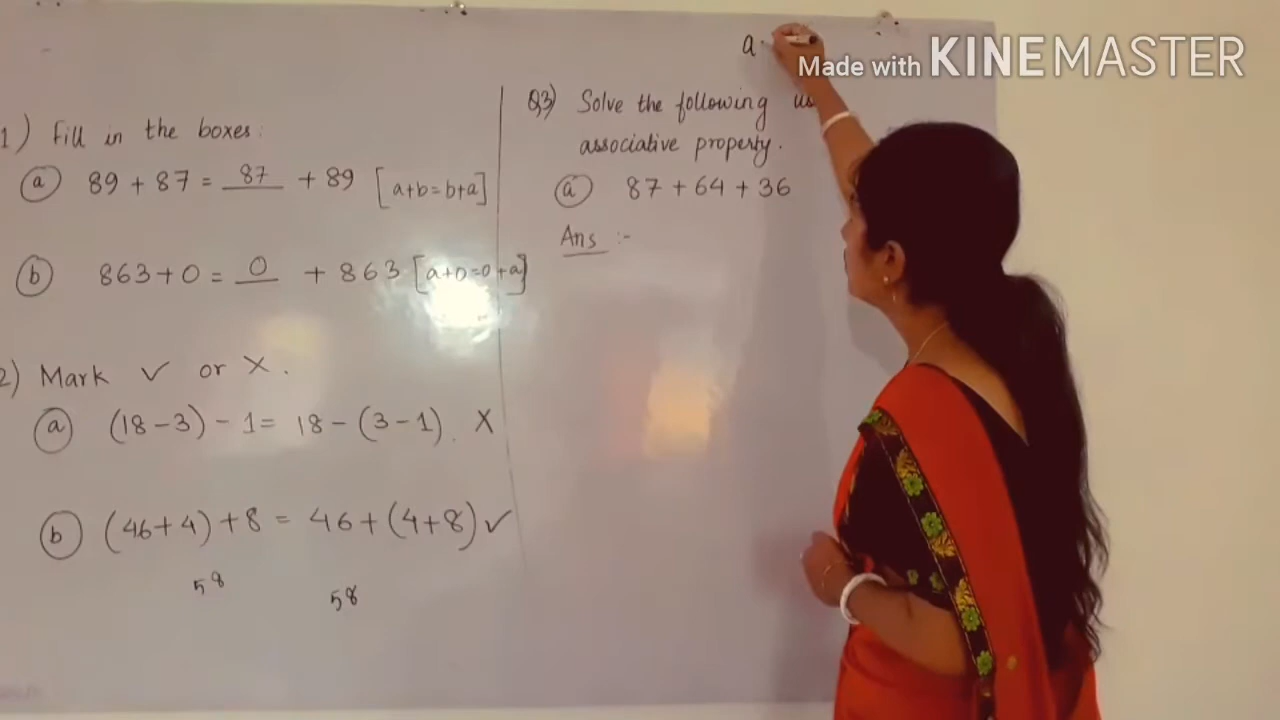 a
Made with KINEMASTER
1) Fill in the boxes:
(a) 89 + 87 = 87 + 89 [a+b=b+a]
(b) 863+0 = 0 + 863 [a+0=0+a]
2) Mark ✓ or X.
(a) (18-3) - 1 = 18 - (3-1). X
(b) (46+4) + 8 = 46 + (4+8) ✓
58 58
Q3) Solve the following
associative property.
(a) 87 + 64 + 36
Ans :-